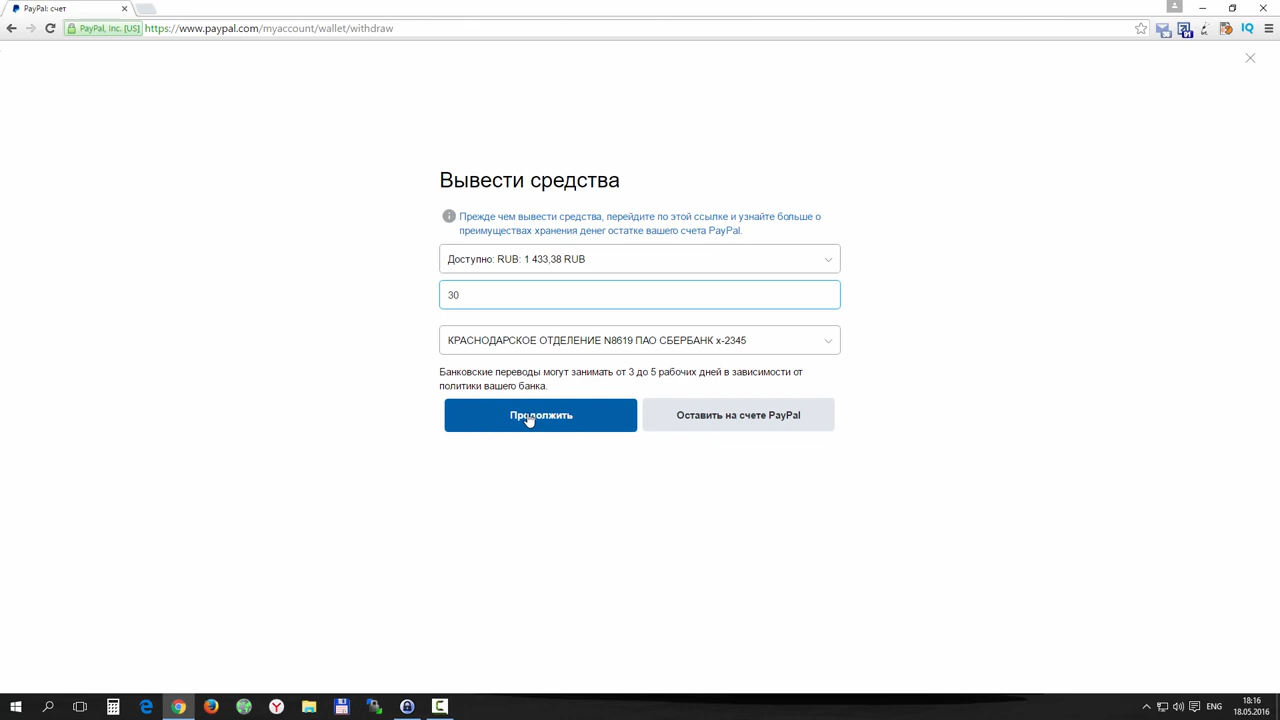 PayPal: счет
PayPal, Inc. [US] https://www.paypal.com/myaccount/wallet/withdraw
IQ
Вывести средства
Прежде чем вывести средства, перейдите по этой ссылке и узнайте больше о
преимуществах хранения денег остатке вашего счета PayPal.
Доступно: RUB: 1 433,38 RUB
30
КРАСНОДАРСКОЕ ОТДЕЛЕНИЕ N8619 ПАО СБЕРБАНК x-2345
Банковские переводы могут занимать от 3 до 5 рабочих дней в зависимости от
политики вашего банка.
Продолжить
Оставить на счете PayPal
18:16
ENG
18.05.2016